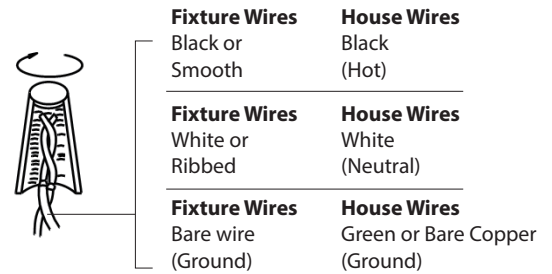 Fixture Wires House Wires
Black or Black
Smooth (Hot)
Fixture Wires House Wires
White or White
Ribbed (Neutral)
Fixture Wires House Wires
Bare wire Green or Bare Copper
(Ground) (Ground)